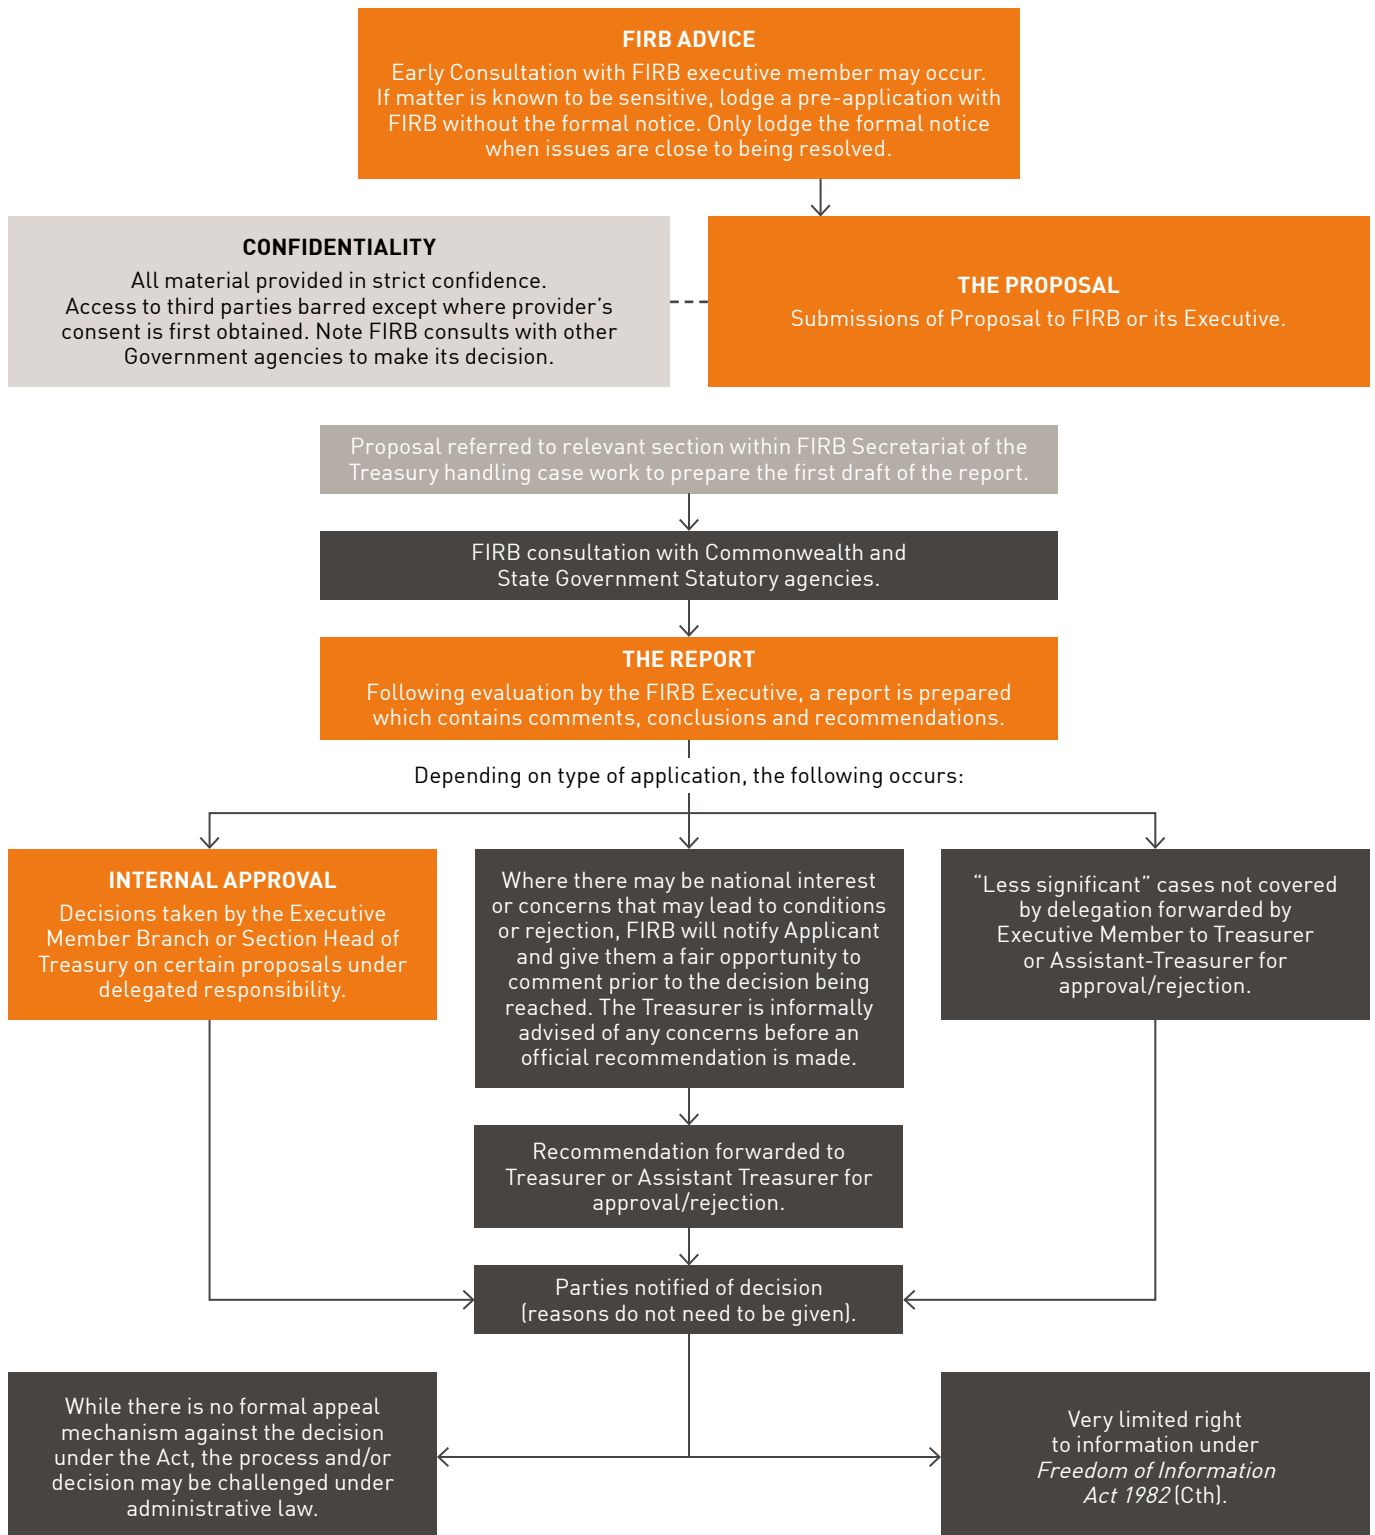 FIRB ADVICE
Early Consultation with FIRB executive member may occur.
If matter is known to be sensitive, lodge a pre-application with
FIRB without the formal notice. Only lodge the formal notice
when issues are close to being resolved.
CONFIDENTIALITY
All material provided in strict confidence.
Access to third parties barred except where provider’s
consent is first obtained. Note FIRB consults with other
Government agencies to make its decision.
THE PROPOSAL
Submissions of Proposal to FIRB or its Executive.
Proposal referred to relevant section within FIRB Secretariat of the
Treasury handling case work to prepare the first draft of the report.
FIRB consultation with Commonwealth and
State Government Statutory agencies.
THE REPORT
Following evaluation by the FIRB Executive, a report is prepared
which contains comments, conclusions and recommendations.
Depending on type of application, the following occurs:
INTERNAL APPROVAL
Decisions taken by the Executive
Member Branch or Section Head of
Treasury on certain proposals under
delegated responsibility.
Where there may be national interest
or concerns that may lead to conditions
or rejection, FIRB will notify Applicant
and give them a fair opportunity to
comment prior to the decision being
reached. The Treasurer is informally
advised of any concerns before an
official recommendation is made.
“Less significant” cases not covered
by delegation forwarded by
Executive Member to Treasurer
or Assistant-Treasurer for
approval/rejection.
Recommendation forwarded to
Treasurer or Assistant Treasurer for
approval/rejection.
Parties notified of decision
(reasons do not need to be given).
While there is no formal appeal
mechanism against the decision
under the Act, the process and/or
decision may be challenged under
administrative law.
Very limited right
to information under
Freedom of Information
Act 1982 (Cth).